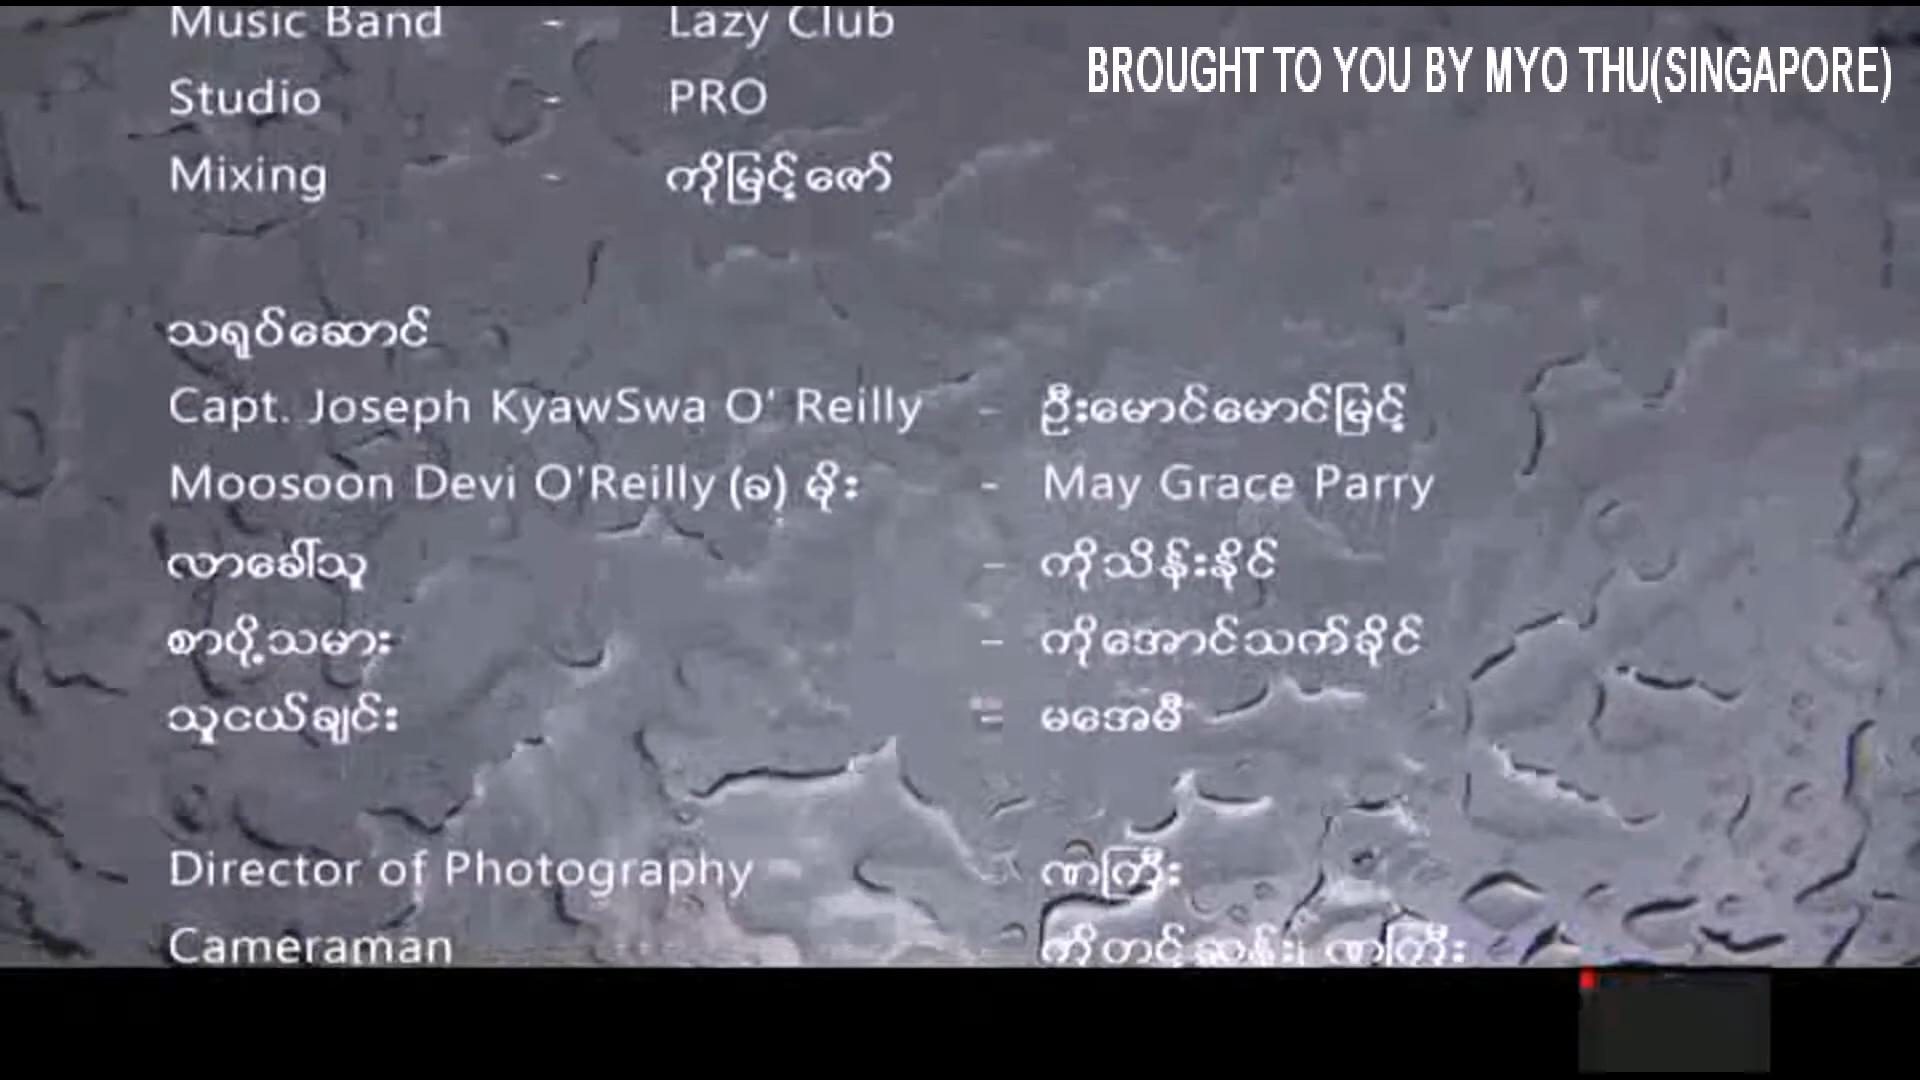 Music Band - Lazy Club
BROUGHT TO YOU BY MYO THU(SINGAPORE)
Studio - PRO
Mixing - ကိုမြင့်ဇော်
သရုပ်ဆောင်
Capt. Joseph KyawSwa O' Reilly - ဦးမောင်မောင်မြင့်
Moosoon Devi O'Reilly (ခ) မိုး - May Grace Parry
လာခေါ်သူ - ကိုသိန်းနိုင်
စာပို့သမား - ကိုအောင်သက်ခိုင်
သူငယ်ချင်း - မအေမီ
Director of Photography - ဏကြီး
Cameraman - ဏကြီး